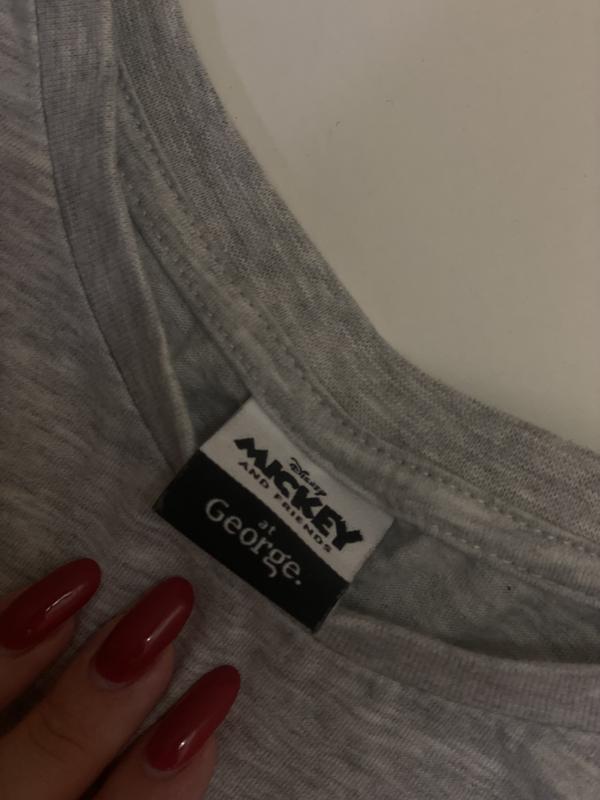 Disney
MICKEY
AND FRIENDS
at
George.